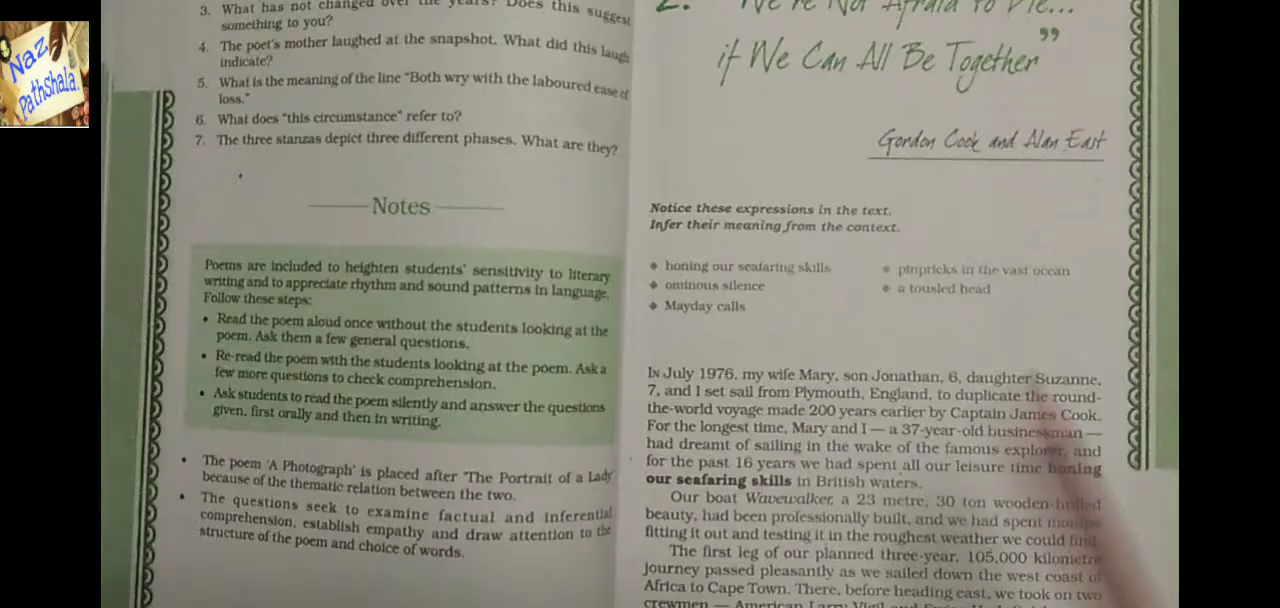 Naz
Pathshala.
3. What has not changed over the years? Does this suggest
something to you?
4. The poet's mother laughed at the snapshot. What did this laugh
indicate?
5. What is the meaning of the line "Both wry with the laboured ease of
loss."
6. What does "this circumstance" refer to?
7. The three stanzas depict three different phases. What are they?
Notes
Poems are included to heighten students' sensitivity to literary
writing and to appreciate rhythm and sound patterns in language.
Follow these steps:
• Read the poem aloud once without the students looking at the
poem. Ask them a few general questions.
• Re-read the poem with the students looking at the poem. Ask a
few more questions to check comprehension.
• Ask students to read the poem silently and answer the questions
given, first orally and then in writing.
• The poem 'A Photograph' is placed after 'The Portrait of a Lady'
because of the thematic relation between the two.
• The questions seek to examine factual and inferential
comprehension, establish empathy and draw attention to the
structure of the poem and choice of words.
2. "We're Not Afraid to Die...
if We Can All Be Together"
Gordon Cook and Alan East
Notice these expressions in the text.
Infer their meaning from the context.
honing our seafaring skills
ominous silence
Mayday calls
pinpricks in the vast ocean
a tousled head
IN July 1976, my wife Mary, son Jonathan, 6, daughter Suzanne,
7, and I set sail from Plymouth, England, to duplicate the round-
the-world voyage made 200 years earlier by Captain James Cook.
For the longest time, Mary and I — a 37-year-old businessman —
had dreamt of sailing in the wake of the famous explorer, and
for the past 16 years we had spent all our leisure time honing
our seafaring skills in British waters.
Our boat Wavewalker, a 23 metre, 30 ton wooden-hulled
beauty, had been professionally built, and we had spent months
fitting it out and testing it in the roughest weather we could find.
The first leg of our planned three-year, 105,000 kilometre
journey passed pleasantly as we sailed down the west coast of
Africa to Cape Town. There, before heading east, we took on two
crewmen — American Larry Vigil and